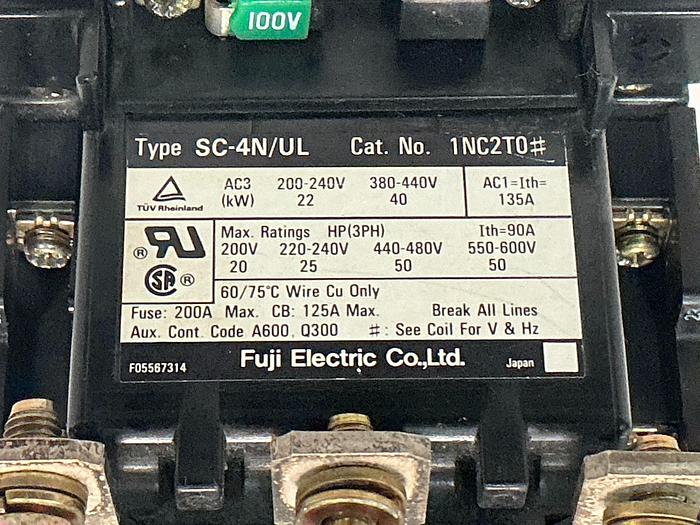 100V
Type SC-4N/UL Cat. No. 1NC2T0#
TÜV Rheinland
AC3 200-240V 380-440V AC1=Ith=
(kW) 22 40 135A
Max. Ratings HP(3PH) Ith=90A
200V 220-240V 440-480V 550-600V
20 25 50 50
® RU
SA ®
60/75°C Wire Cu Only
Fuse: 200A Max. CB: 125A Max. Break All Lines
Aux. Cont. Code A600, Q300 #: See Coil For V & Hz
F05567314 Fuji Electric Co.,Ltd. Japan